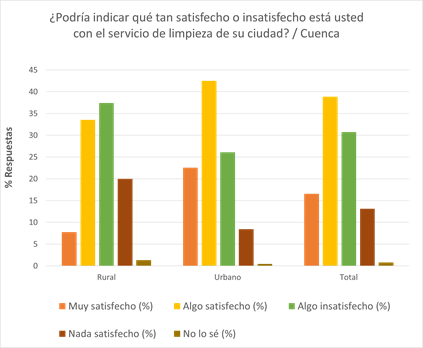 ¿Podría indicar qué tan satisfecho o insatisfecho está usted
con el servicio de limpieza de su ciudad? / Cuenca
% Respuestas
45
40
35
30
25
20
15
10
5
0
Rural Urbano Total
Muy satisfecho (%) Algo satisfecho (%) Algo insatisfecho (%)
Nada satisfecho (%) No lo sé (%)